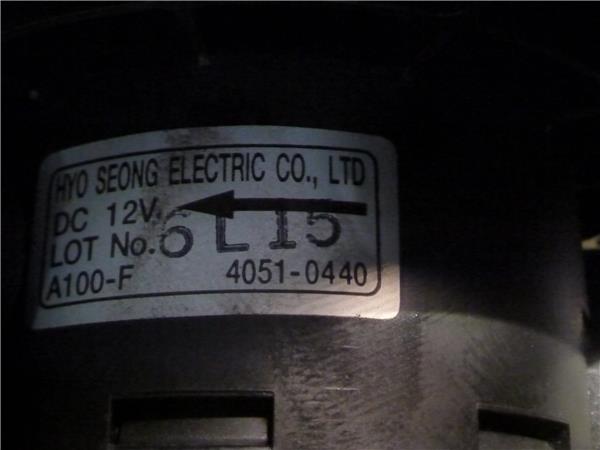 HYO SEONG ELECTRIC CO., LTD
DC 12V.
LOT No. 6L15
A100-F 4051-0440